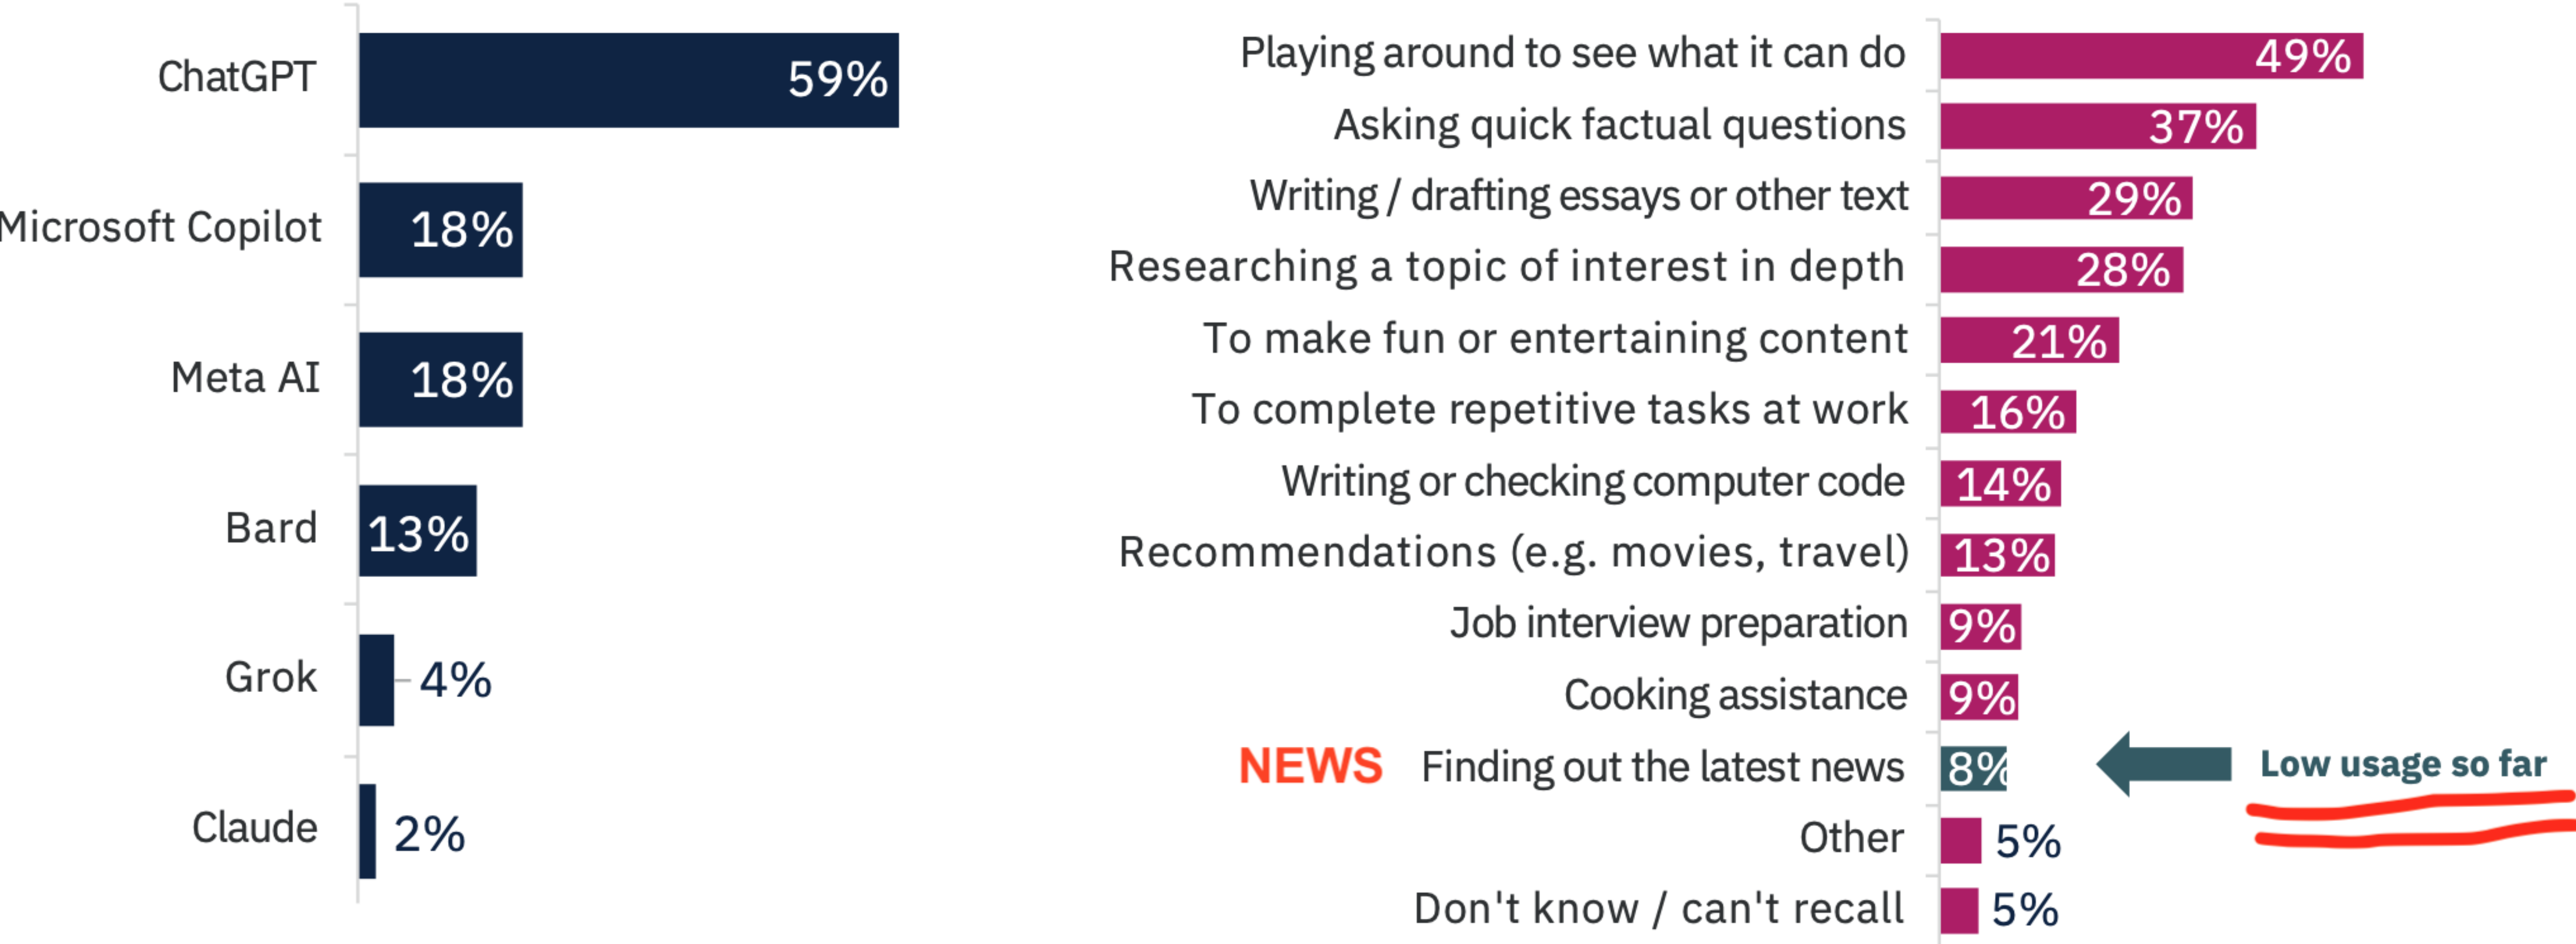 ChatGPT 59%
Microsoft Copilot 18%
Meta AI 18%
Bard 13%
Grok 4%
Claude 2%
Playing around to see what it can do 49%
Asking quick factual questions 37%
Writing / drafting essays or other text 29%
Researching a topic of interest in depth 28%
To make fun or entertaining content 21%
To complete repetitive tasks at work 16%
Writing or checking computer code 14%
Recommendations (e.g. movies, travel) 13%
Job interview preparation 9%
Cooking assistance 9%
NEWS Finding out the latest news 8% Low usage so far
Other 5%
Don't know / can't recall 5%